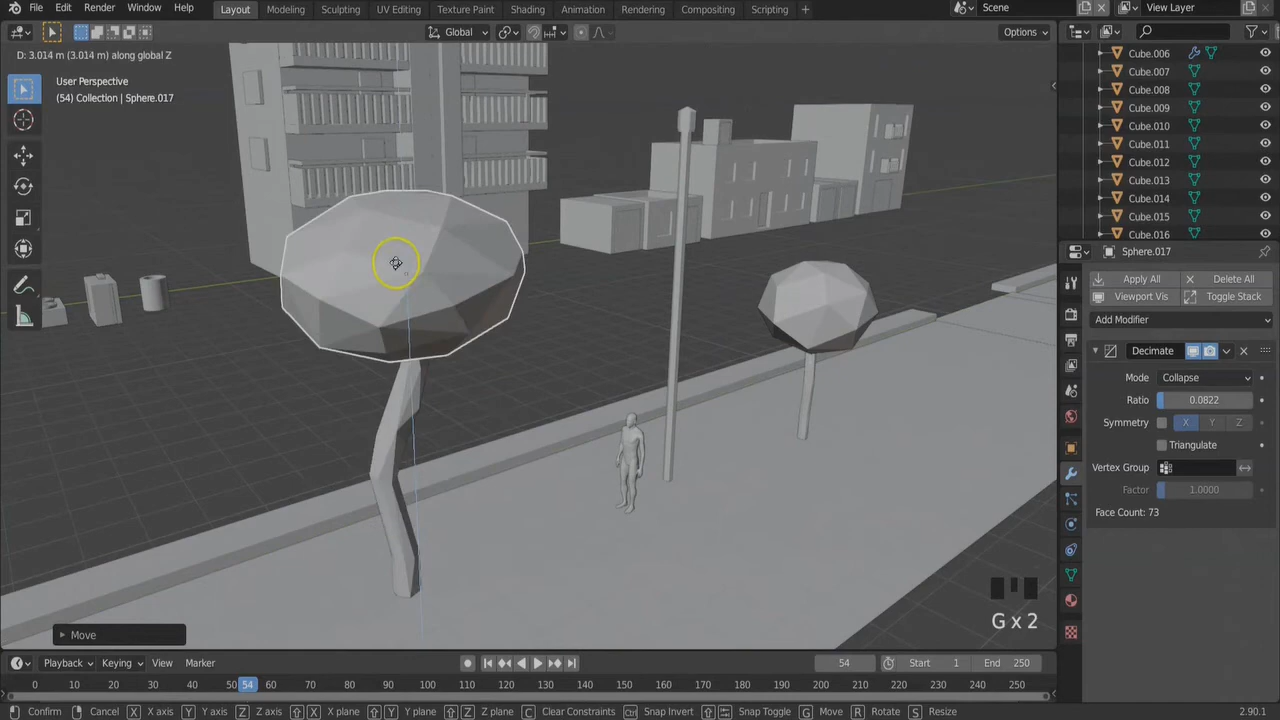 File Edit Render Window Help Layout Modeling Sculpting UV Editing Texture Paint Shading Animation Rendering Compositing Scripting + Scene View Layer
Global Options
D: 3.014 m (3.014 m) along global Z
User Perspective
(54) Collection | Sphere.017
Cube.006
Cube.007
Cube.008
Cube.009
Cube.010
Cube.011
Cube.012
Cube.013
Cube.014
Cube.015
Cube.016
Sphere.017
Apply All Delete All
Viewport Vis Toggle Stack
Add Modifier
Decimate
Mode Collapse
Ratio 0.0822
Symmetry X Y Z
Triangulate
Vertex Group
Factor 1.0000
Face Count: 73
G x 2
Move
Playback Keying View Marker 54 Start 1 End 250
0 10 20 30 40 50 54 60 70 80 90 100 110 120 130 140 150 160 170 180 190 200 210 220 230 240 250
Confirm Cancel X X axis Y Y axis Z Z axis X X plane Y Y plane Z Z plane C Clear Constraints Ctrl Snap Invert Snap Toggle G Move R Rotate S Resize 2.90.1